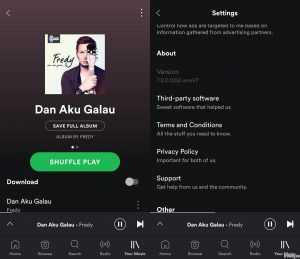 Fredy
Dan Aku Galau
SAVE FULL ALBUM
ALBUM BY FREDY
SHUFFLE PLAY
Download
Dan Aku Galau
Fredy
Dan Aku Galau • Fredy
Home
Browse
Search
Radio
Your Music
Settings
Control how ads are targeted to me based on
information gathered from advertising partners.
About
Version
Third-party software
Sweet software that helped us
Terms and Conditions
All the stuff you need to know.
Privacy Policy
Important for both of us.
Support
Get help from us and the community.
Other
Dan Aku Galau • Fredy
Home
Browse
Search
Radio
Your Music